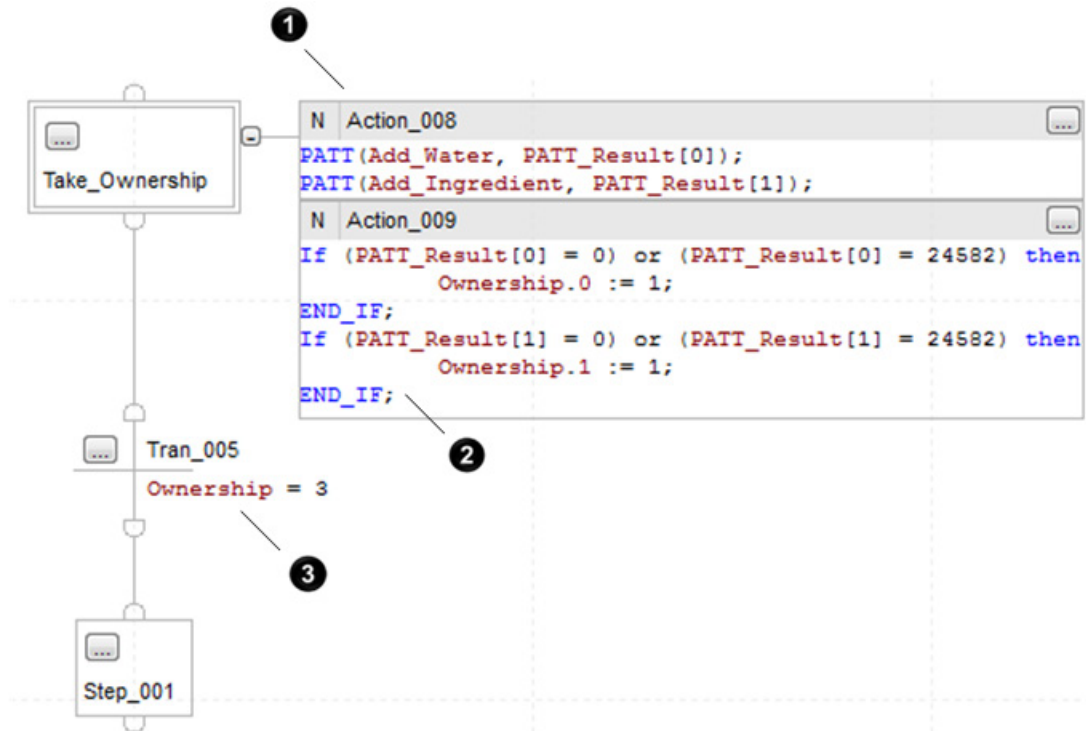 1
N Action_008 ...
... PATT(Add_Water, PATT_Result[0]);
Take_Ownership PATT(Add_Ingredient, PATT_Result[1]);
N Action_009 ...
If (PATT_Result[0] = 0) or (PATT_Result[0] = 24582) then
Ownership.0 := 1;
END_IF;
If (PATT_Result[1] = 0) or (PATT_Result[1] = 24582) then
Ownership.1 := 1;
END_IF;
2
... Tran_005
Ownership = 3
3
...
Step_001